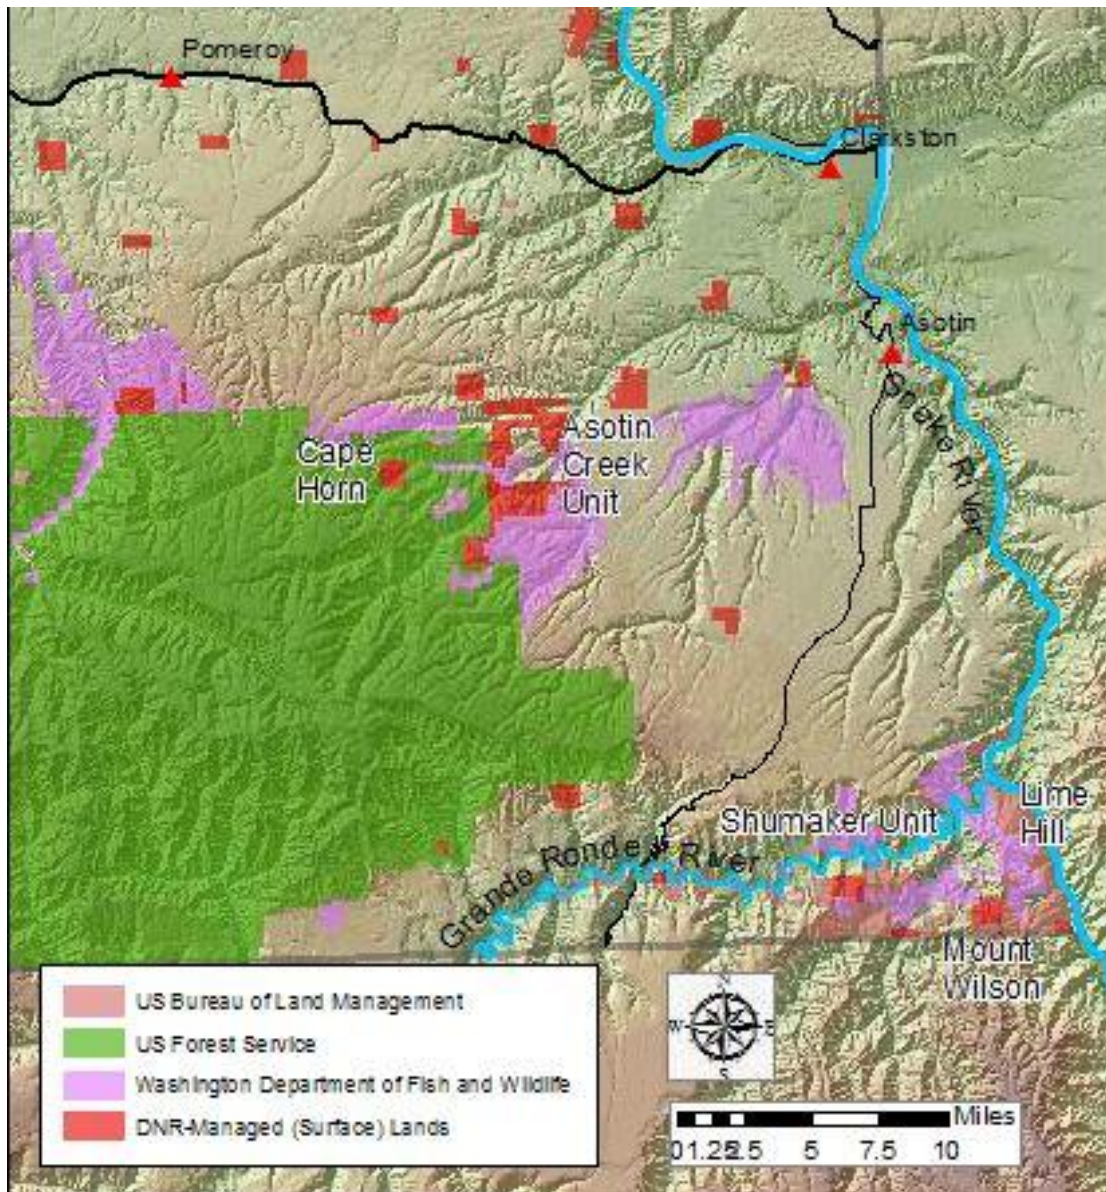 Pomeroy
Clarkston
Asotin
Snake River
Cape
Horn
Asotin
Creek
Unit
Lime
Hill
Shumaker Unit
Grande Ronde River
Mount
Wilson
US Bureau of Land Management
US Forest Service
Washington Department of Fish and Wildlife
DNR-Managed (Surface) Lands
N
W E
S
Miles
0 1.25 2.5 5 7.5 10